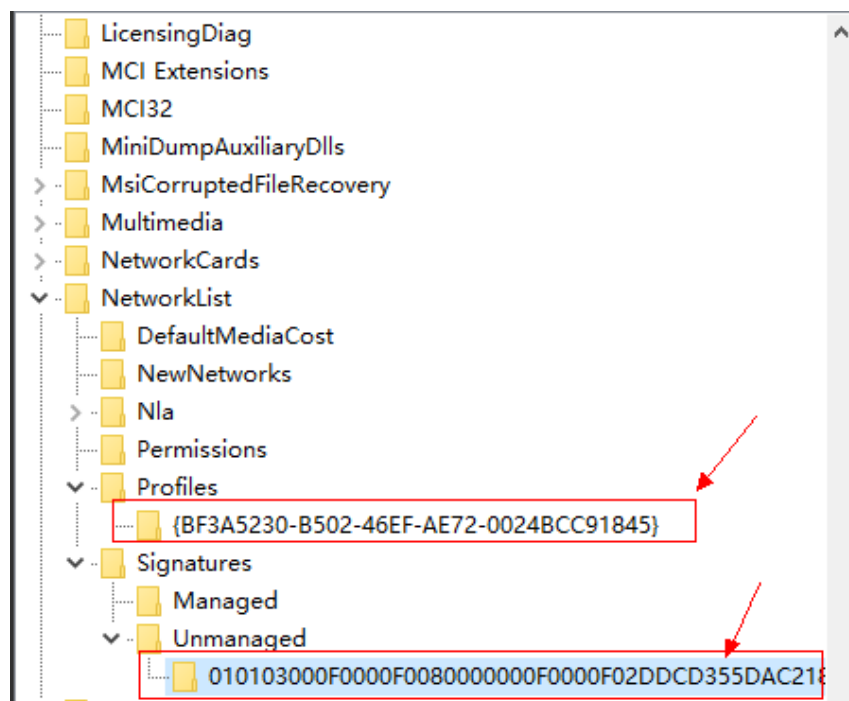 LicensingDiag
MCI Extensions
MCI32
MiniDumpAuxiliaryDlls
MsiCorruptedFileRecovery
Multimedia
NetworkCards
NetworkList
DefaultMediaCost
NewNetworks
Nla
Permissions
Profiles
{BF3A5230-B502-46EF-AE72-0024BCC91845}
Signatures
Managed
Unmanaged
010103000F0000F0080000000F0000F02DDCD355DAC218